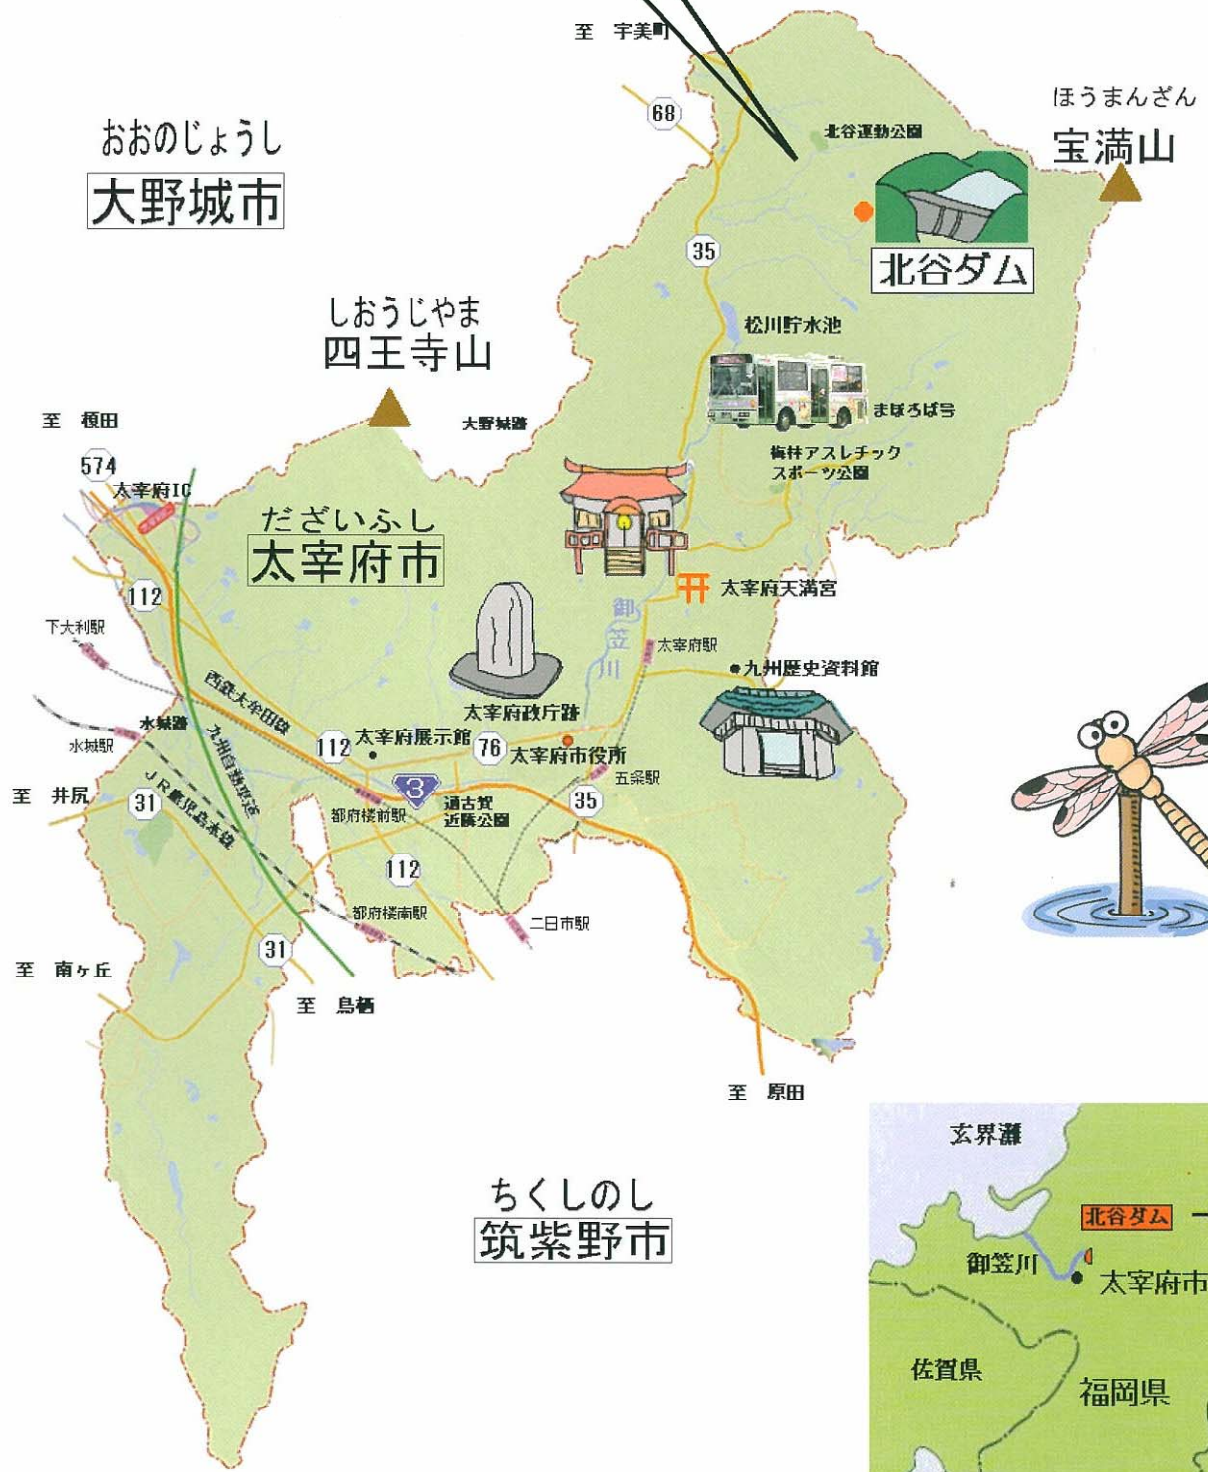 至 宇美町
68
北谷運動公園
ほうまんざん
宝満山
おおのじょうし
大野城市
35
北谷ダム
しおうじやま
四王寺山
松川貯水池
まほろば号
至 榎田
大野城跡
梅林アスレチック
スポーツ公園
574
太宰府IC
だざいふし
太宰府市
112
太宰府天満宮
御笠川
下大利駅
太宰府駅
九州歴史資料館
西鉄大牟田線
太宰府政庁跡
水城跡
水城駅
九州自動車道
112
太宰府展示館
76
太宰府市役所
五条駅
至 井尻
31
JR鹿児島本線
3
都府楼前駅
通古賀
近隣公園
35
112
都府楼南駅
二日市駅
31
至 南ヶ丘
至 鳥栖
至 原田
ちくしのし
筑紫野市
玄界灘
北谷ダム
御笠川
太宰府市
佐賀県
福岡県